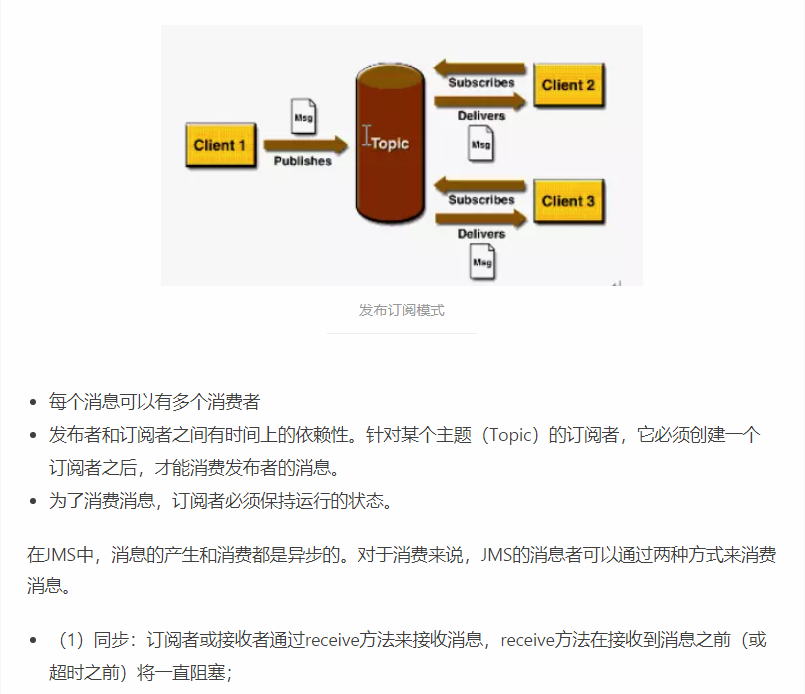 Msg
Client 1
Publishes
Topic
Subscribes
Client 2
Delivers
Msg
Subscribes
Client 3
Delivers
Msg
发布订阅模式
每个消息可以有多个消费者
发布者和订阅者之间有时间上的依赖性。针对某个主题（Topic）的订阅者，它必须创建一个
订阅者之后，才能消费发布者的消息。
为了消费消息，订阅者必须保持运行的状态。
在JMS中，消息的产生和消费都是异步的。对于消费来说，JMS的消息者可以通过两种方式来消费
消息。
（1）同步：订阅者或接收者通过receive方法来接收消息，receive方法在接收到消息之前（或
超时之前）将一直阻塞；